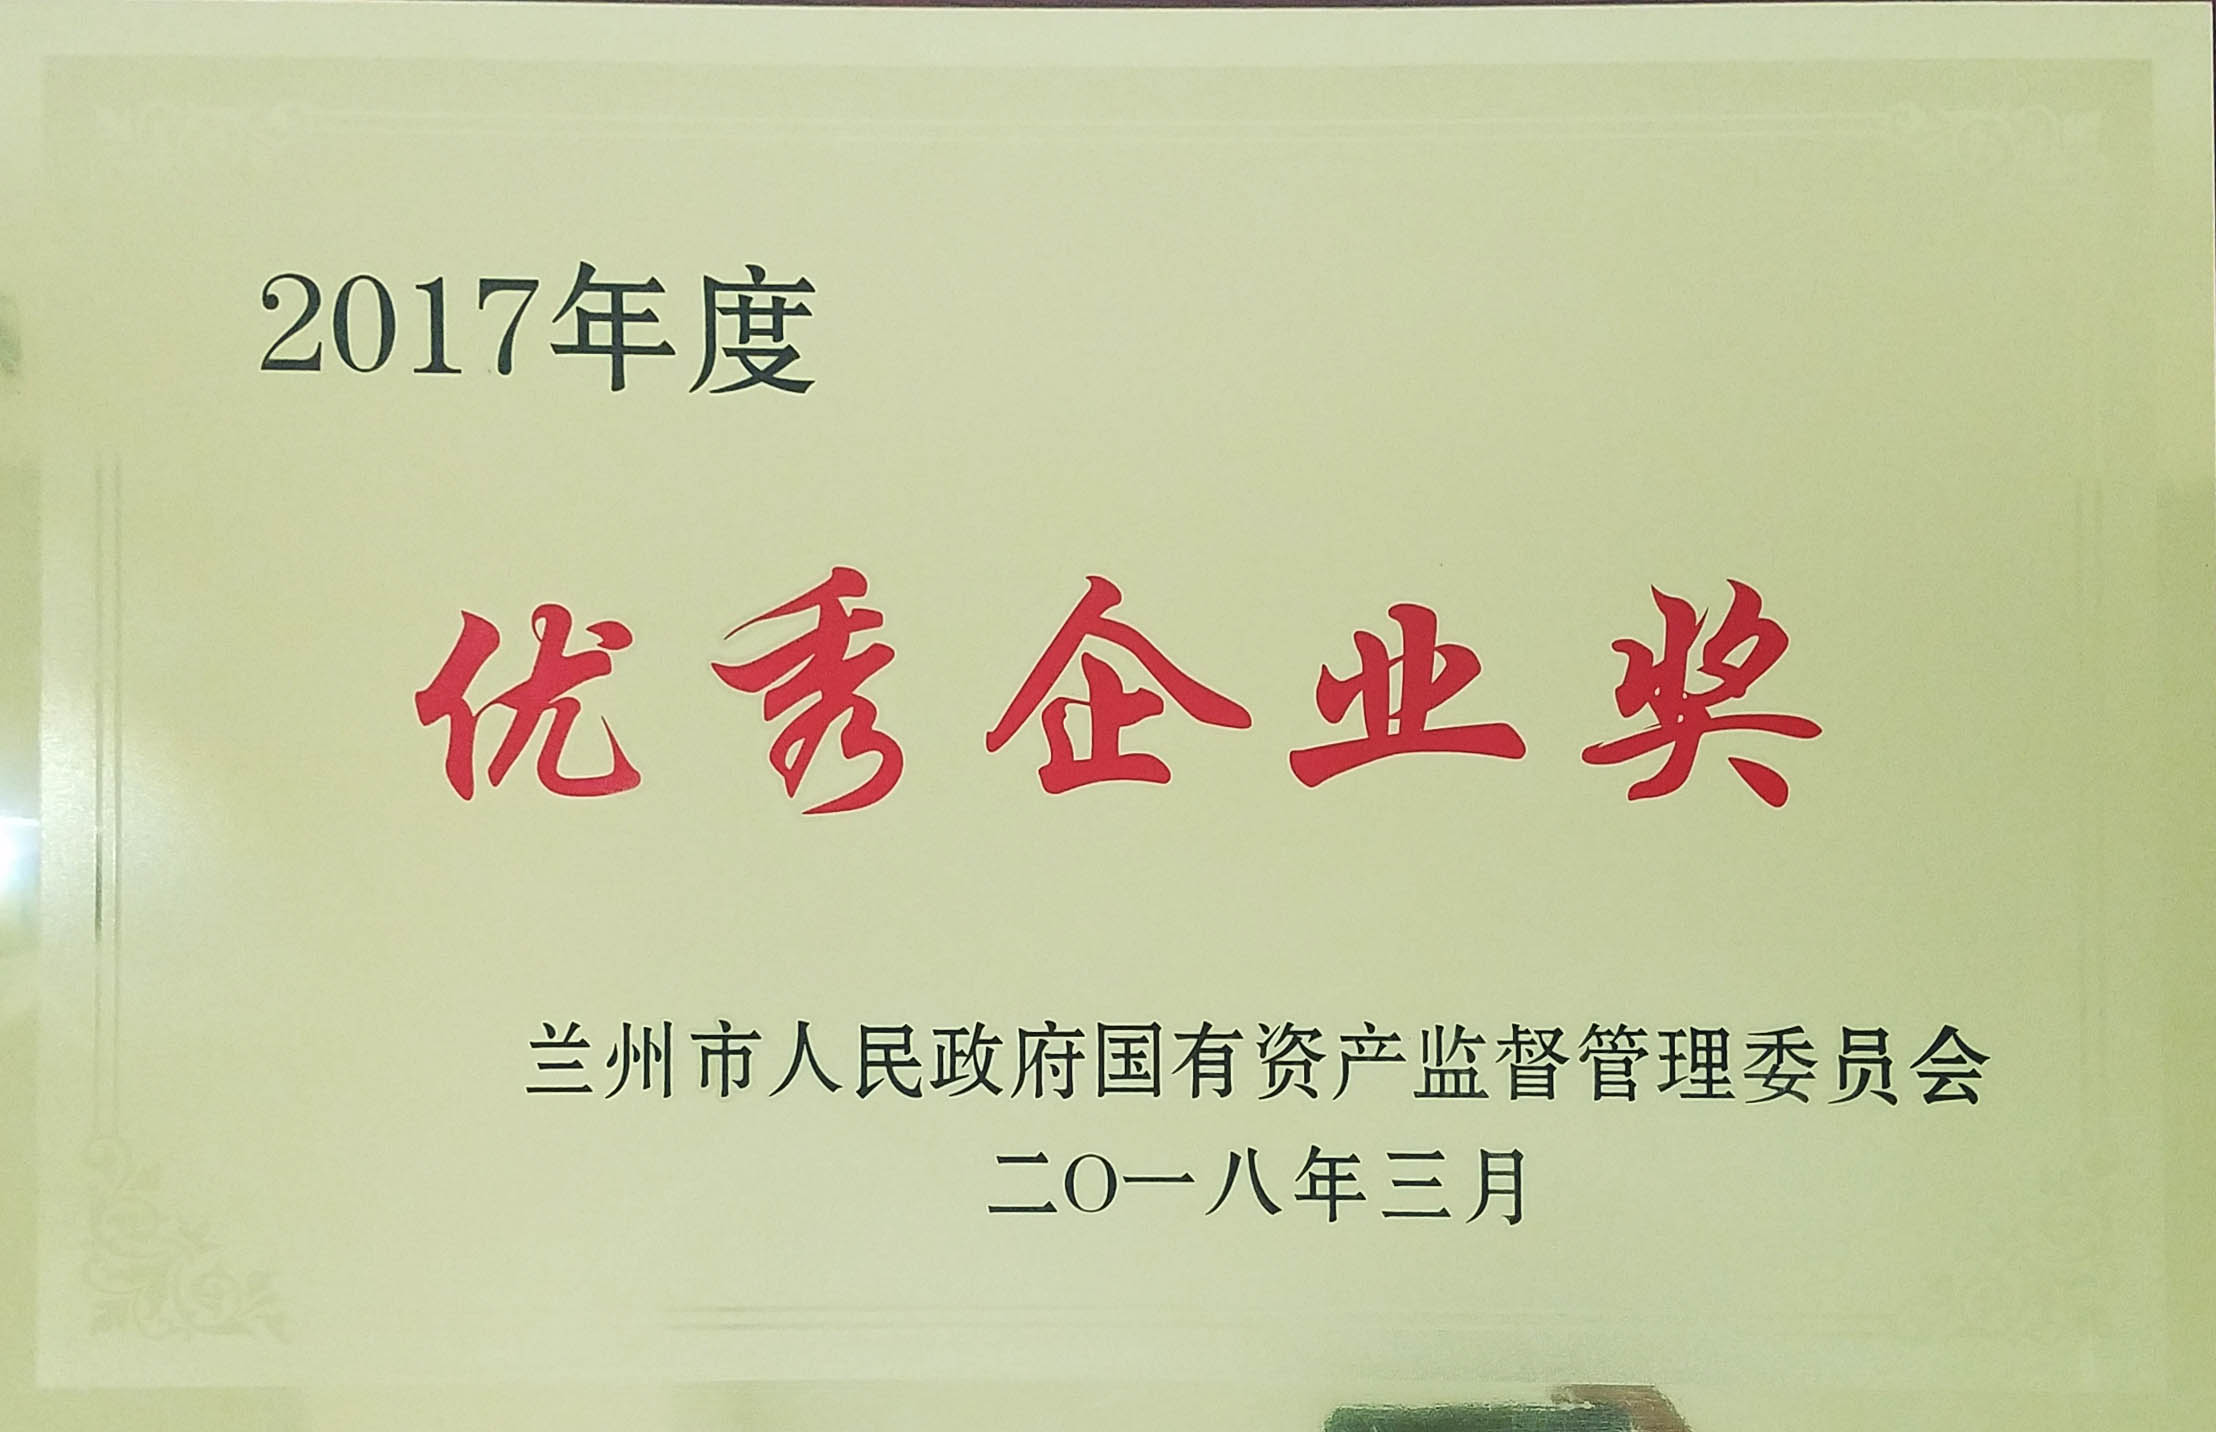 2017年度
优秀企业奖
兰州市人民政府国有资产监督管理委员会
二O一八年三月